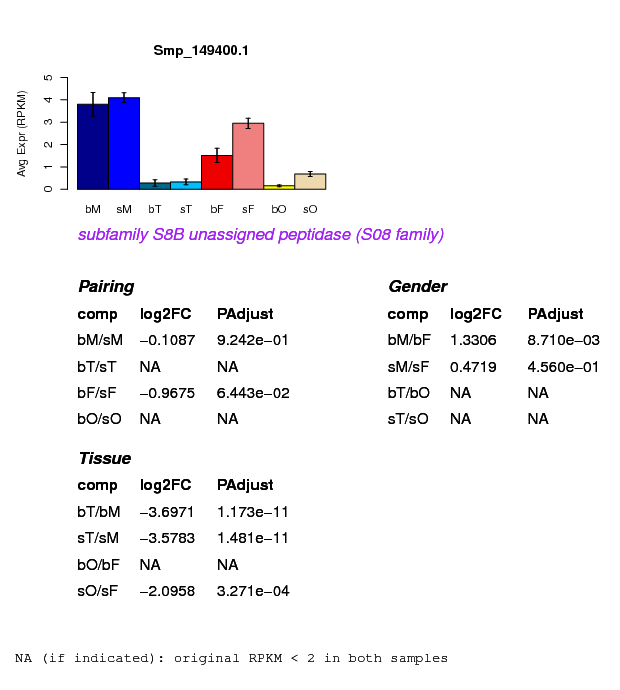 Smp_149400.1
Avg Expr (RPKM)
0 1 2 3 4 5
bM sM bT sT bF sF bO sO
subfamily S8B unassigned peptidase (S08 family)
Pairing
comp log2FC PAdjust
bM/sM −0.1087 9.242e−01
bT/sT NA NA
bF/sF −0.9675 6.443e−02
bO/sO NA NA
Gender
comp log2FC PAdjust
bM/bF 1.3306 8.710e−03
sM/sF 0.4719 4.560e−01
bT/bO NA NA
sT/sO NA NA
Tissue
comp log2FC PAdjust
bT/bM −3.6971 1.173e−11
sT/sM −3.5783 1.481e−11
bO/bF NA NA
sO/sF −2.0958 3.271e−04
NA (if indicated): original RPKM < 2 in both samples